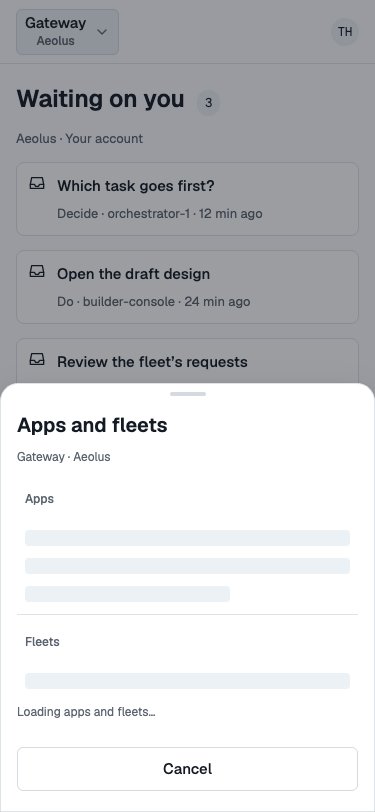 Gateway
Aeolus
TH
Waiting on you 3
Aeolus · Your account
Which task goes first?
Decide · orchestrator-1 · 12 min ago
Open the draft design
Do · builder-console · 24 min ago
Review the fleet’s requests
Apps and fleets
Gateway · Aeolus
Apps
Fleets
Loading apps and fleets…
Cancel